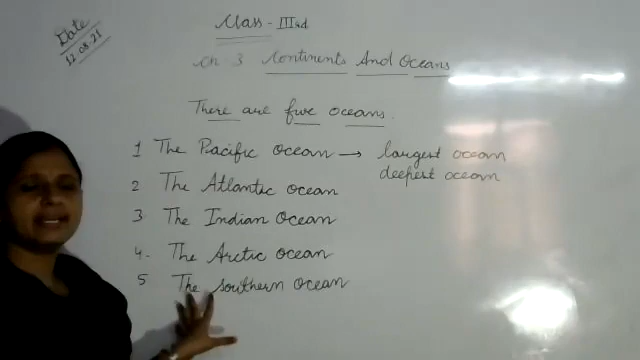 Date
12.08.21
Class - IIIrd
Ch 3 Continents And Oceans
There are five oceans.
1 The Pacific ocean → largest ocean
deepest ocean
2 The Atlantic ocean
3 The Indian Ocean
4. The Arctic ocean
5 The southern ocean